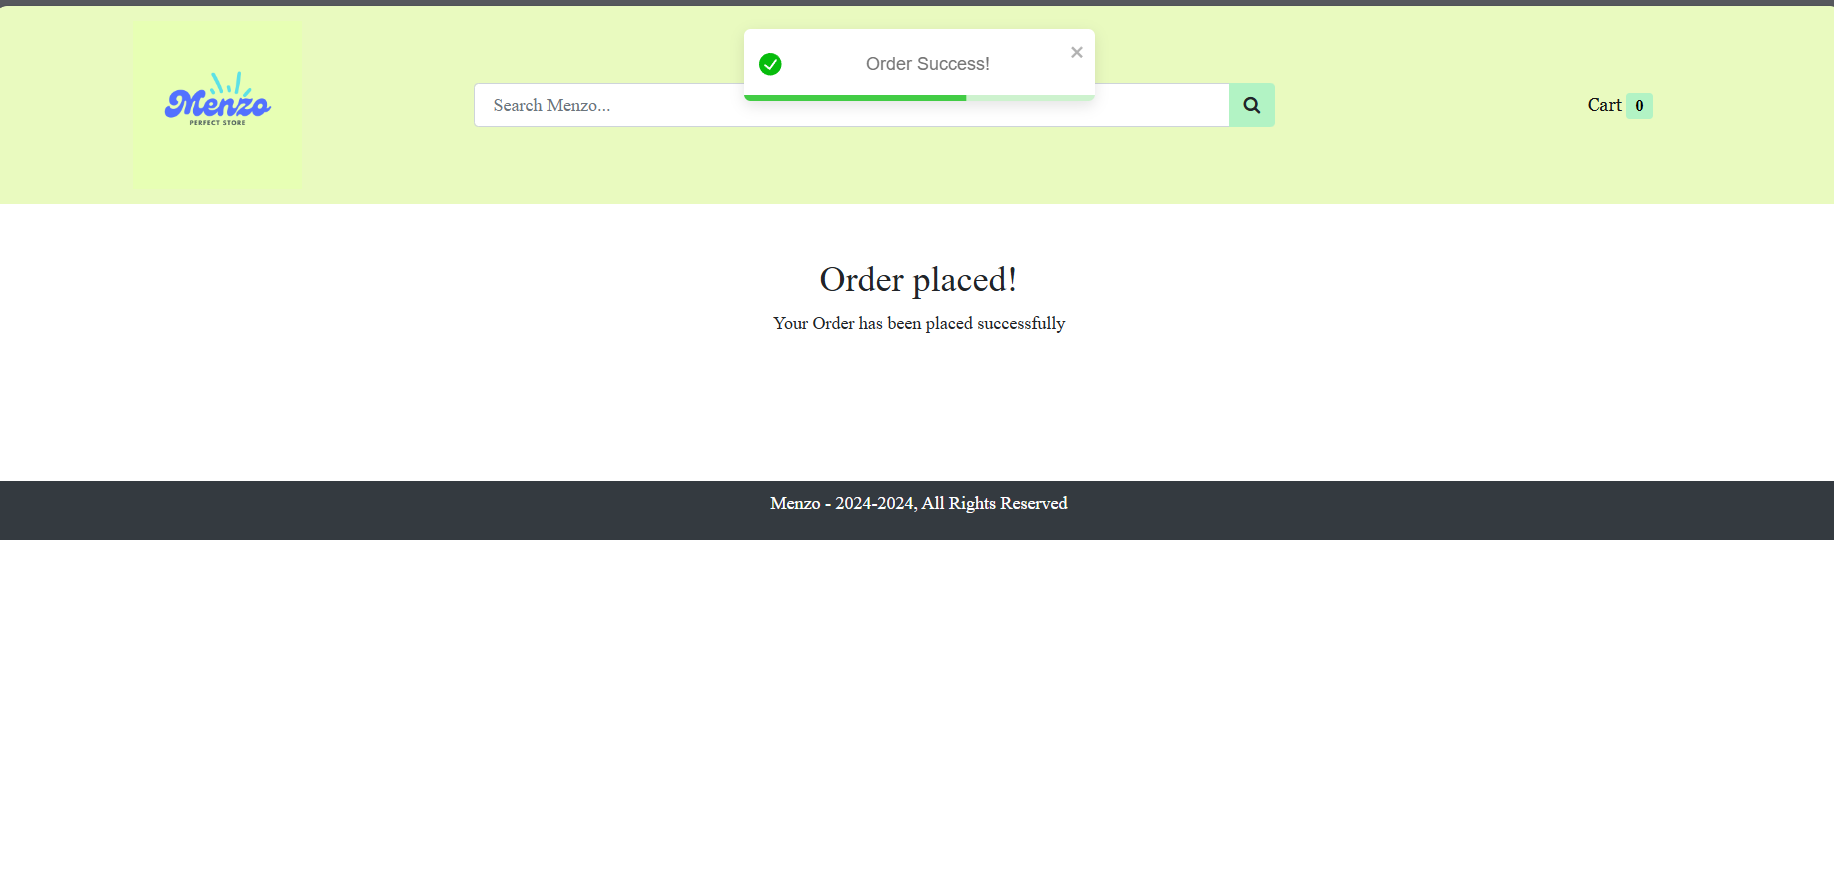 Order Success!
Menzo
PERFECT STORE
Search Menzo...
Cart 0
Order placed!
Your Order has been placed successfully
Menzo - 2024-2024, All Rights Reserved